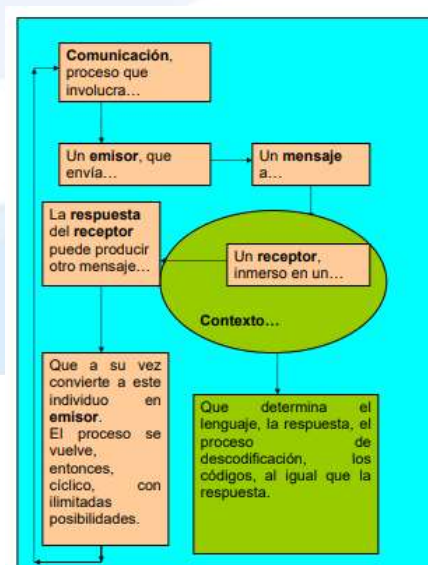 Comunicación,
proceso que
involucra…
Un emisor, que
envía…
Un mensaje
a…
La respuesta
del receptor
puede producir
otro mensaje…
Un receptor,
inmerso en un…
Contexto…
Que a su vez
convierte a este
individuo en
emisor.
El proceso se
vuelve,
entonces,
cíclico, con
ilimitadas
posibilidades.
Que determina el
lenguaje, la respuesta, el
proceso de
descodificación, los
códigos, al igual que la
respuesta.